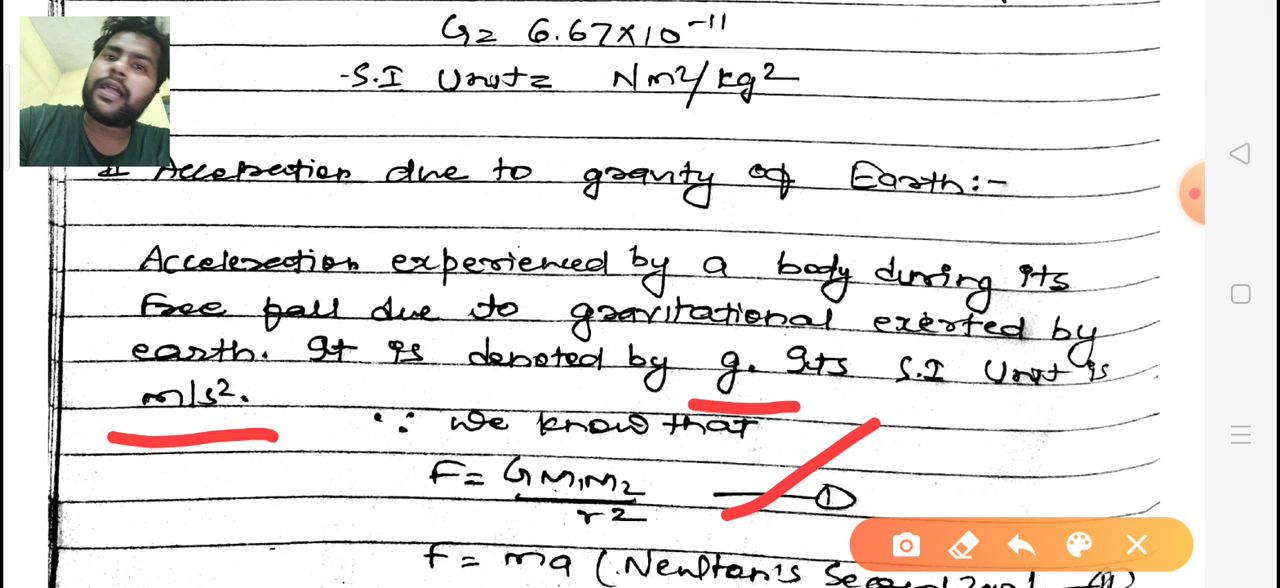 G= 6.67×10⁻¹¹
S.I Unit= Nm²/kg²
Acceleration due to gravity of Earth:-
Acceleration experienced by a body during its
free fall due to gravitational exerted by
earth. It is denoted by g. Its S.I Unit is
m/s².
∵ we know that
F= GM₁M₂/r² —①
F= ma (Newton's Second